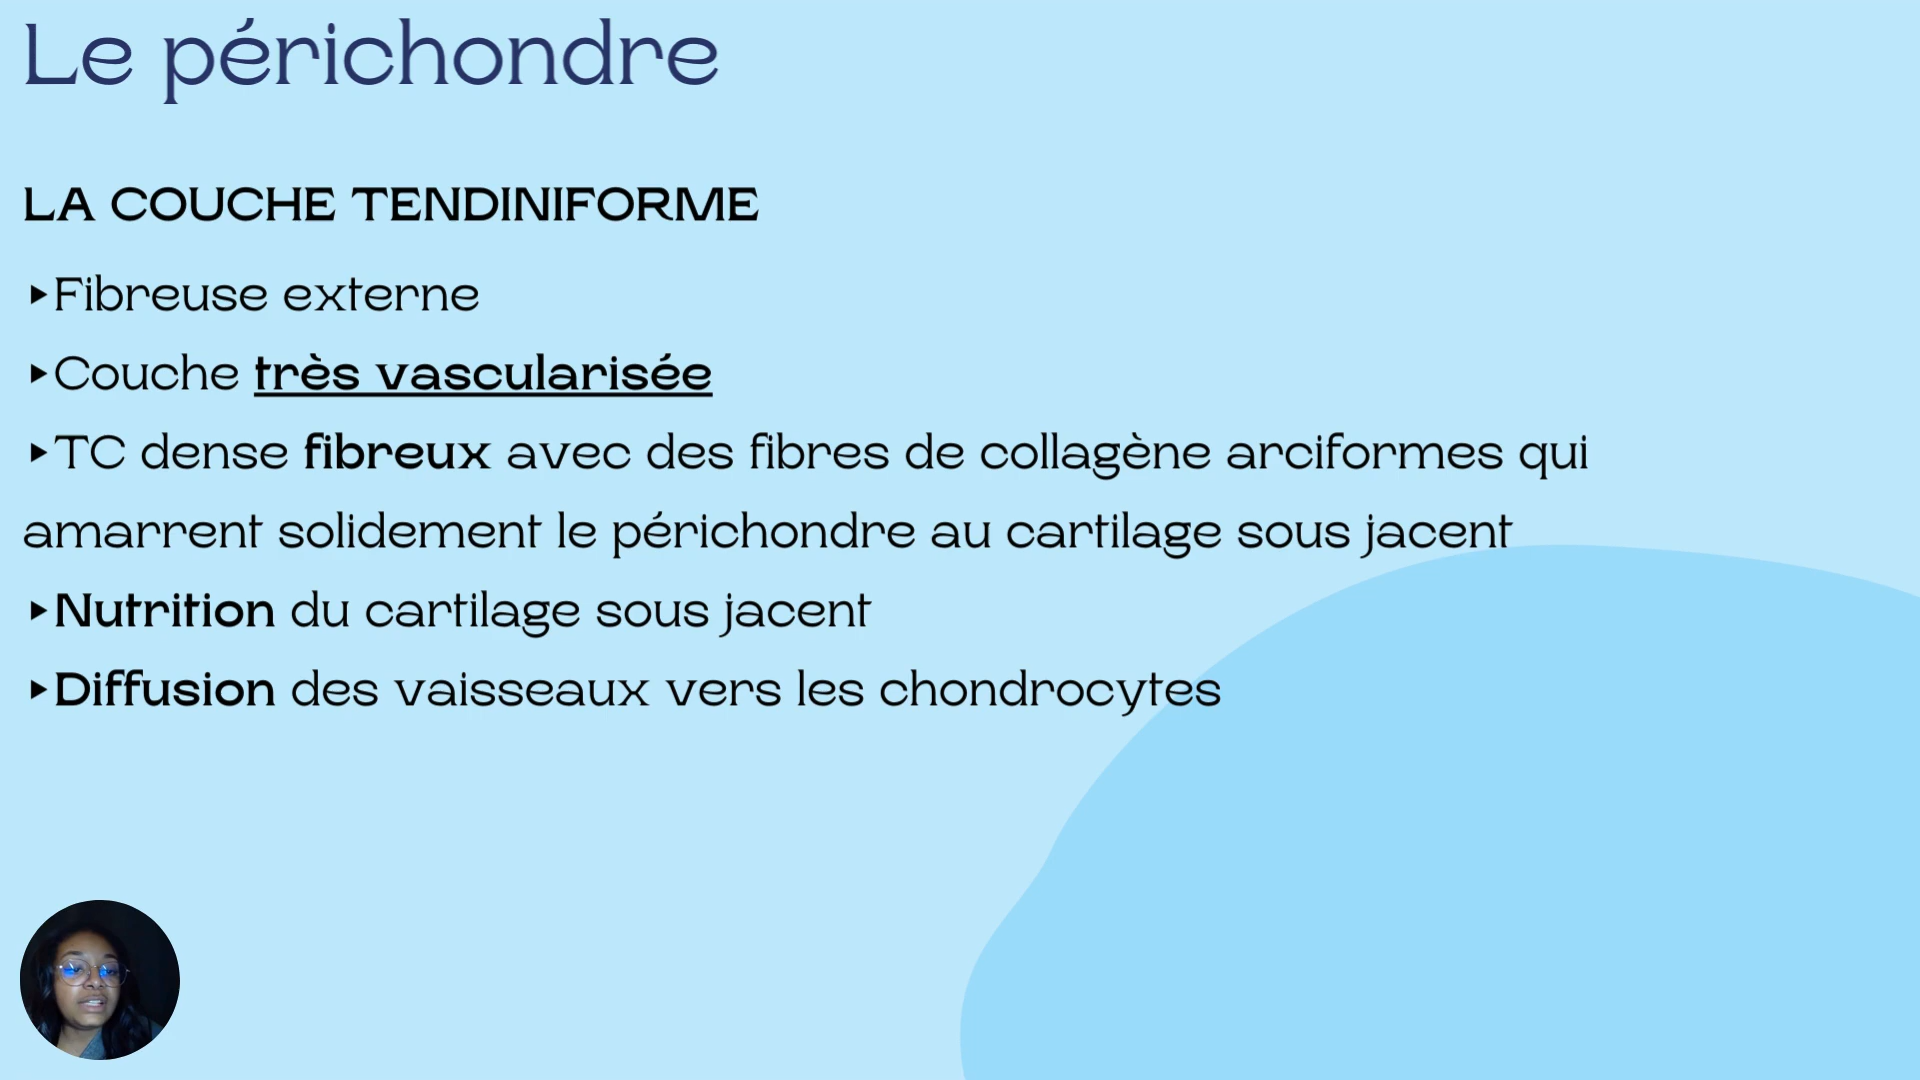 Le périchondre
LA COUCHE TENDINIFORME
‣Fibreuse externe
‣Couche très vascularisée
‣TC dense fibreux avec des fibres de collagène arciformes qui
amarrent solidement le périchondre au cartilage sous jacent
‣Nutrition du cartilage sous jacent
‣Diffusion des vaisseaux vers les chondrocytes